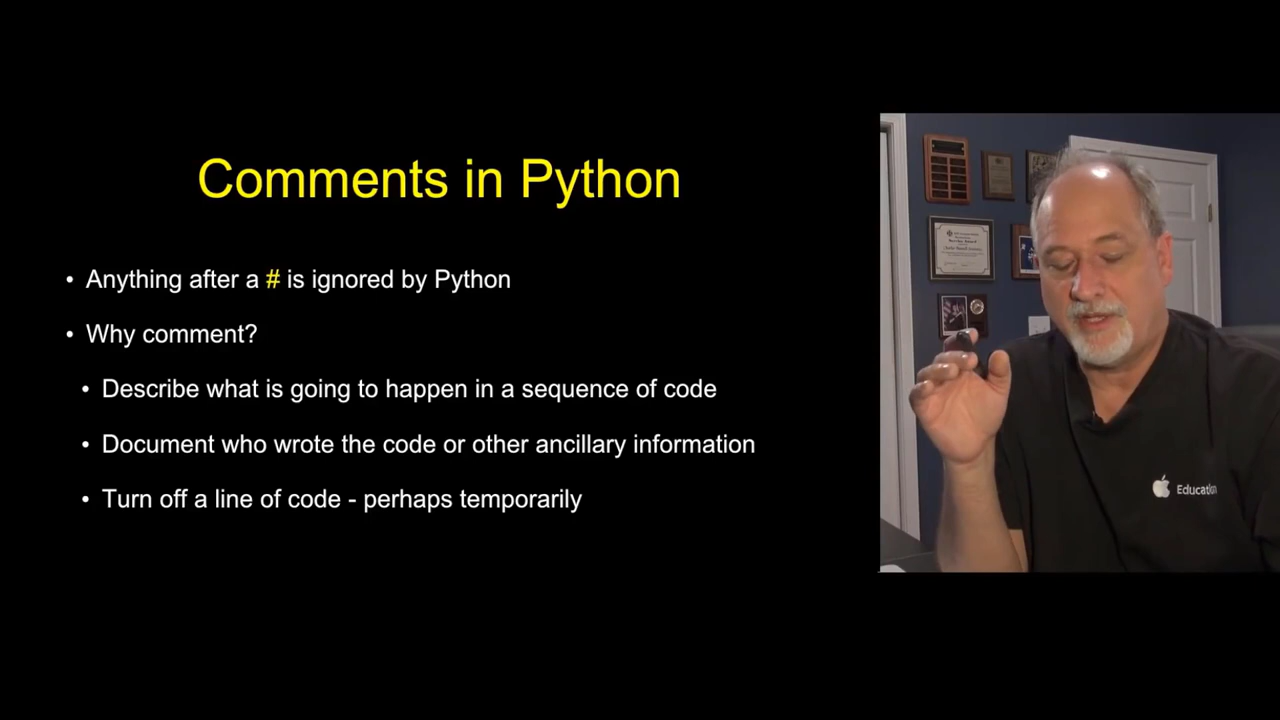 Comments in Python
• Anything after a # is ignored by Python
• Why comment?
• Describe what is going to happen in a sequence of code
• Document who wrote the code or other ancillary information
• Turn off a line of code - perhaps temporarily
Education